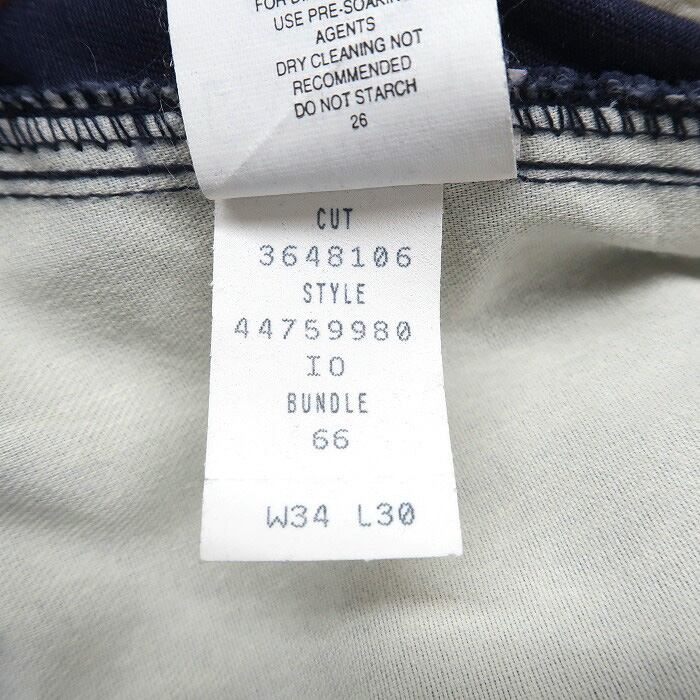 USE PRE-SOAKING
AGENTS
DRY CLEANING NOT
RECOMMENDED
DO NOT STARCH
26
CUT
3648106
STYLE
44759980
IO
BUNDLE
66
W34 L30